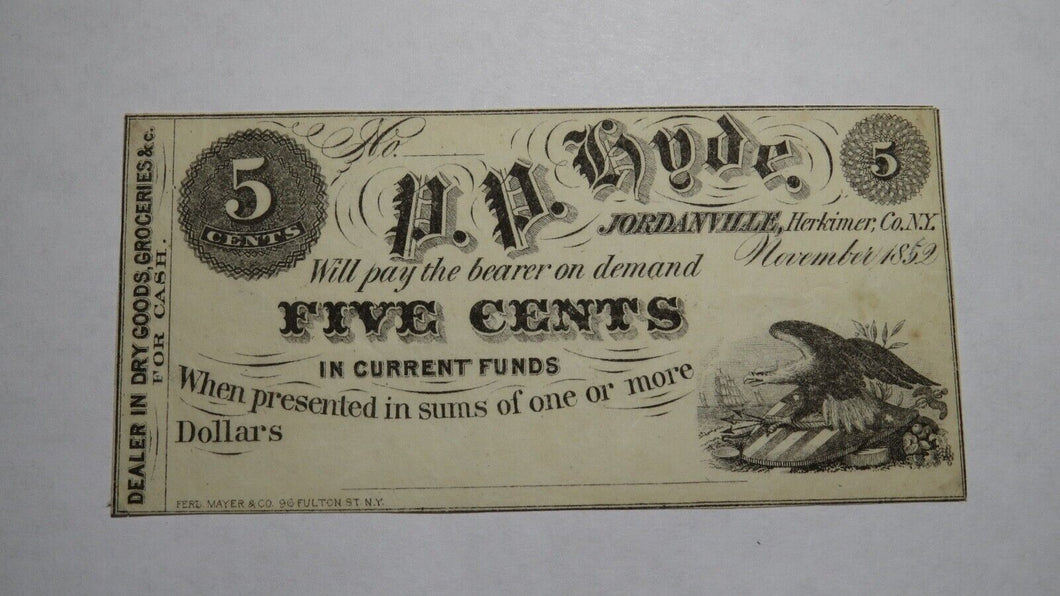 DEALER IN DRY GOODS, GROCERIES &c.
FOR CASH.
5
CENTS
No.
P. P. Hyde.
5
JORDANVILLE, Herkimer, Co. N.Y.
November 1852
Will pay the bearer on demand
FIVE CENTS
IN CURRENT FUNDS
When presented in sums of one or more
Dollars
FERD. MAYER & CO. 96 FULTON ST. N.Y.